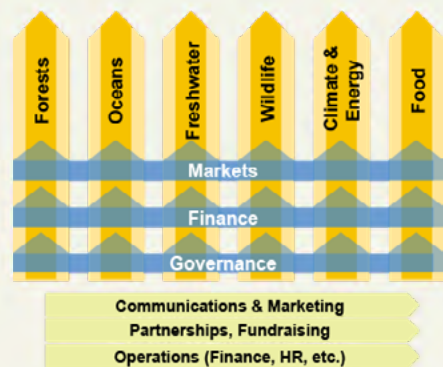 Forests
Oceans
Freshwater
Wildlife
Climate &
Energy
Food
Markets
Finance
Governance
Communications & Marketing
Partnerships, Fundraising
Operations (Finance, HR, etc.)